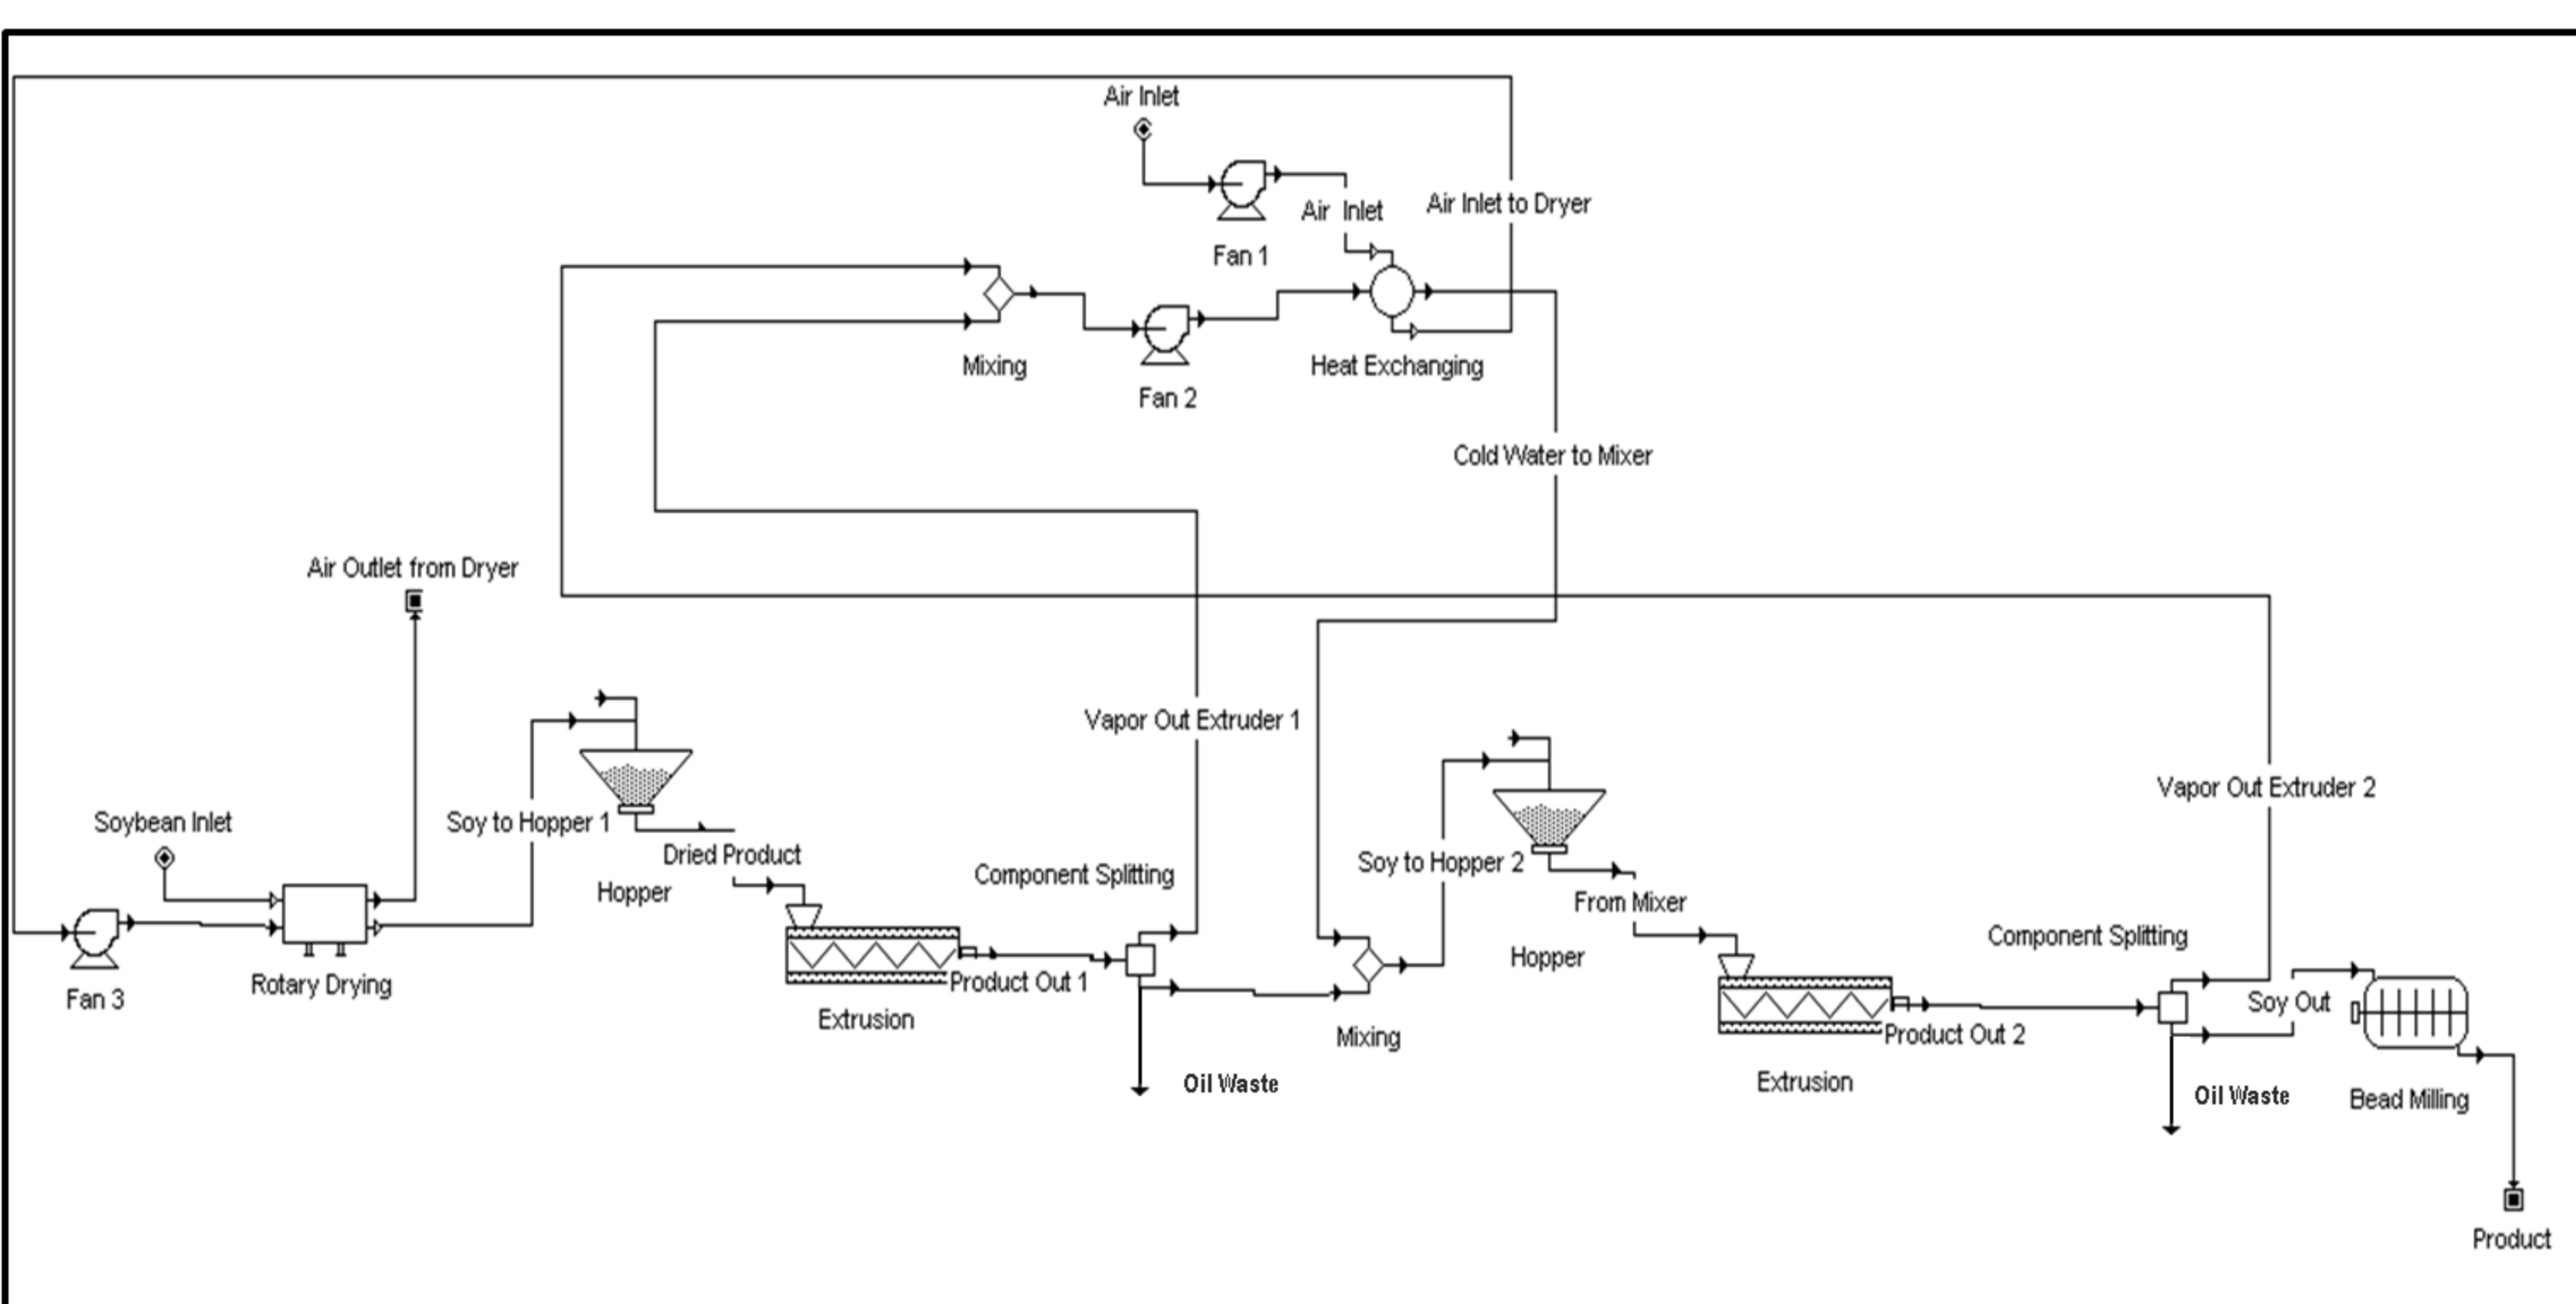 Air Inlet
Air Inlet
Air Inlet to Dryer
Fan 1
Mixing
Heat Exchanging
Fan 2
Cold Water to Mixer
Air Outlet from Dryer
Vapor Out Extruder 1
Vapor Out Extruder 2
Soybean Inlet
Soy to Hopper 1
Dried Product
Hopper
Component Splitting
Soy to Hopper 2
From Mixer
Hopper
Component Splitting
Fan 3
Rotary Drying
Product Out 1
Extrusion
Mixing
Soy Out
Product Out 2
Extrusion
Oil Waste
Oil Waste
Bead Milling
Product